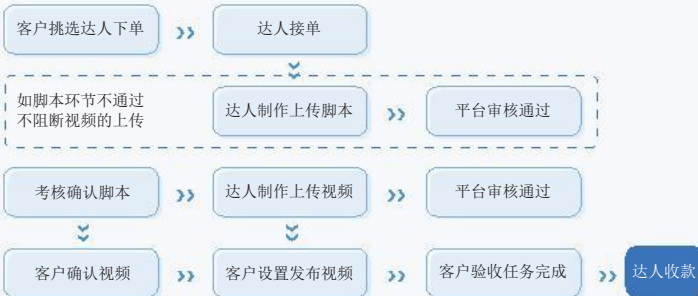 客户挑选达人下单
达人接单
如脚本环节不通过
不阻断视频的上传
达人制作上传脚本
平台审核通过
考核确认脚本
达人制作上传视频
平台审核通过
客户确认视频
客户设置发布视频
客户验收任务完成
达人收款